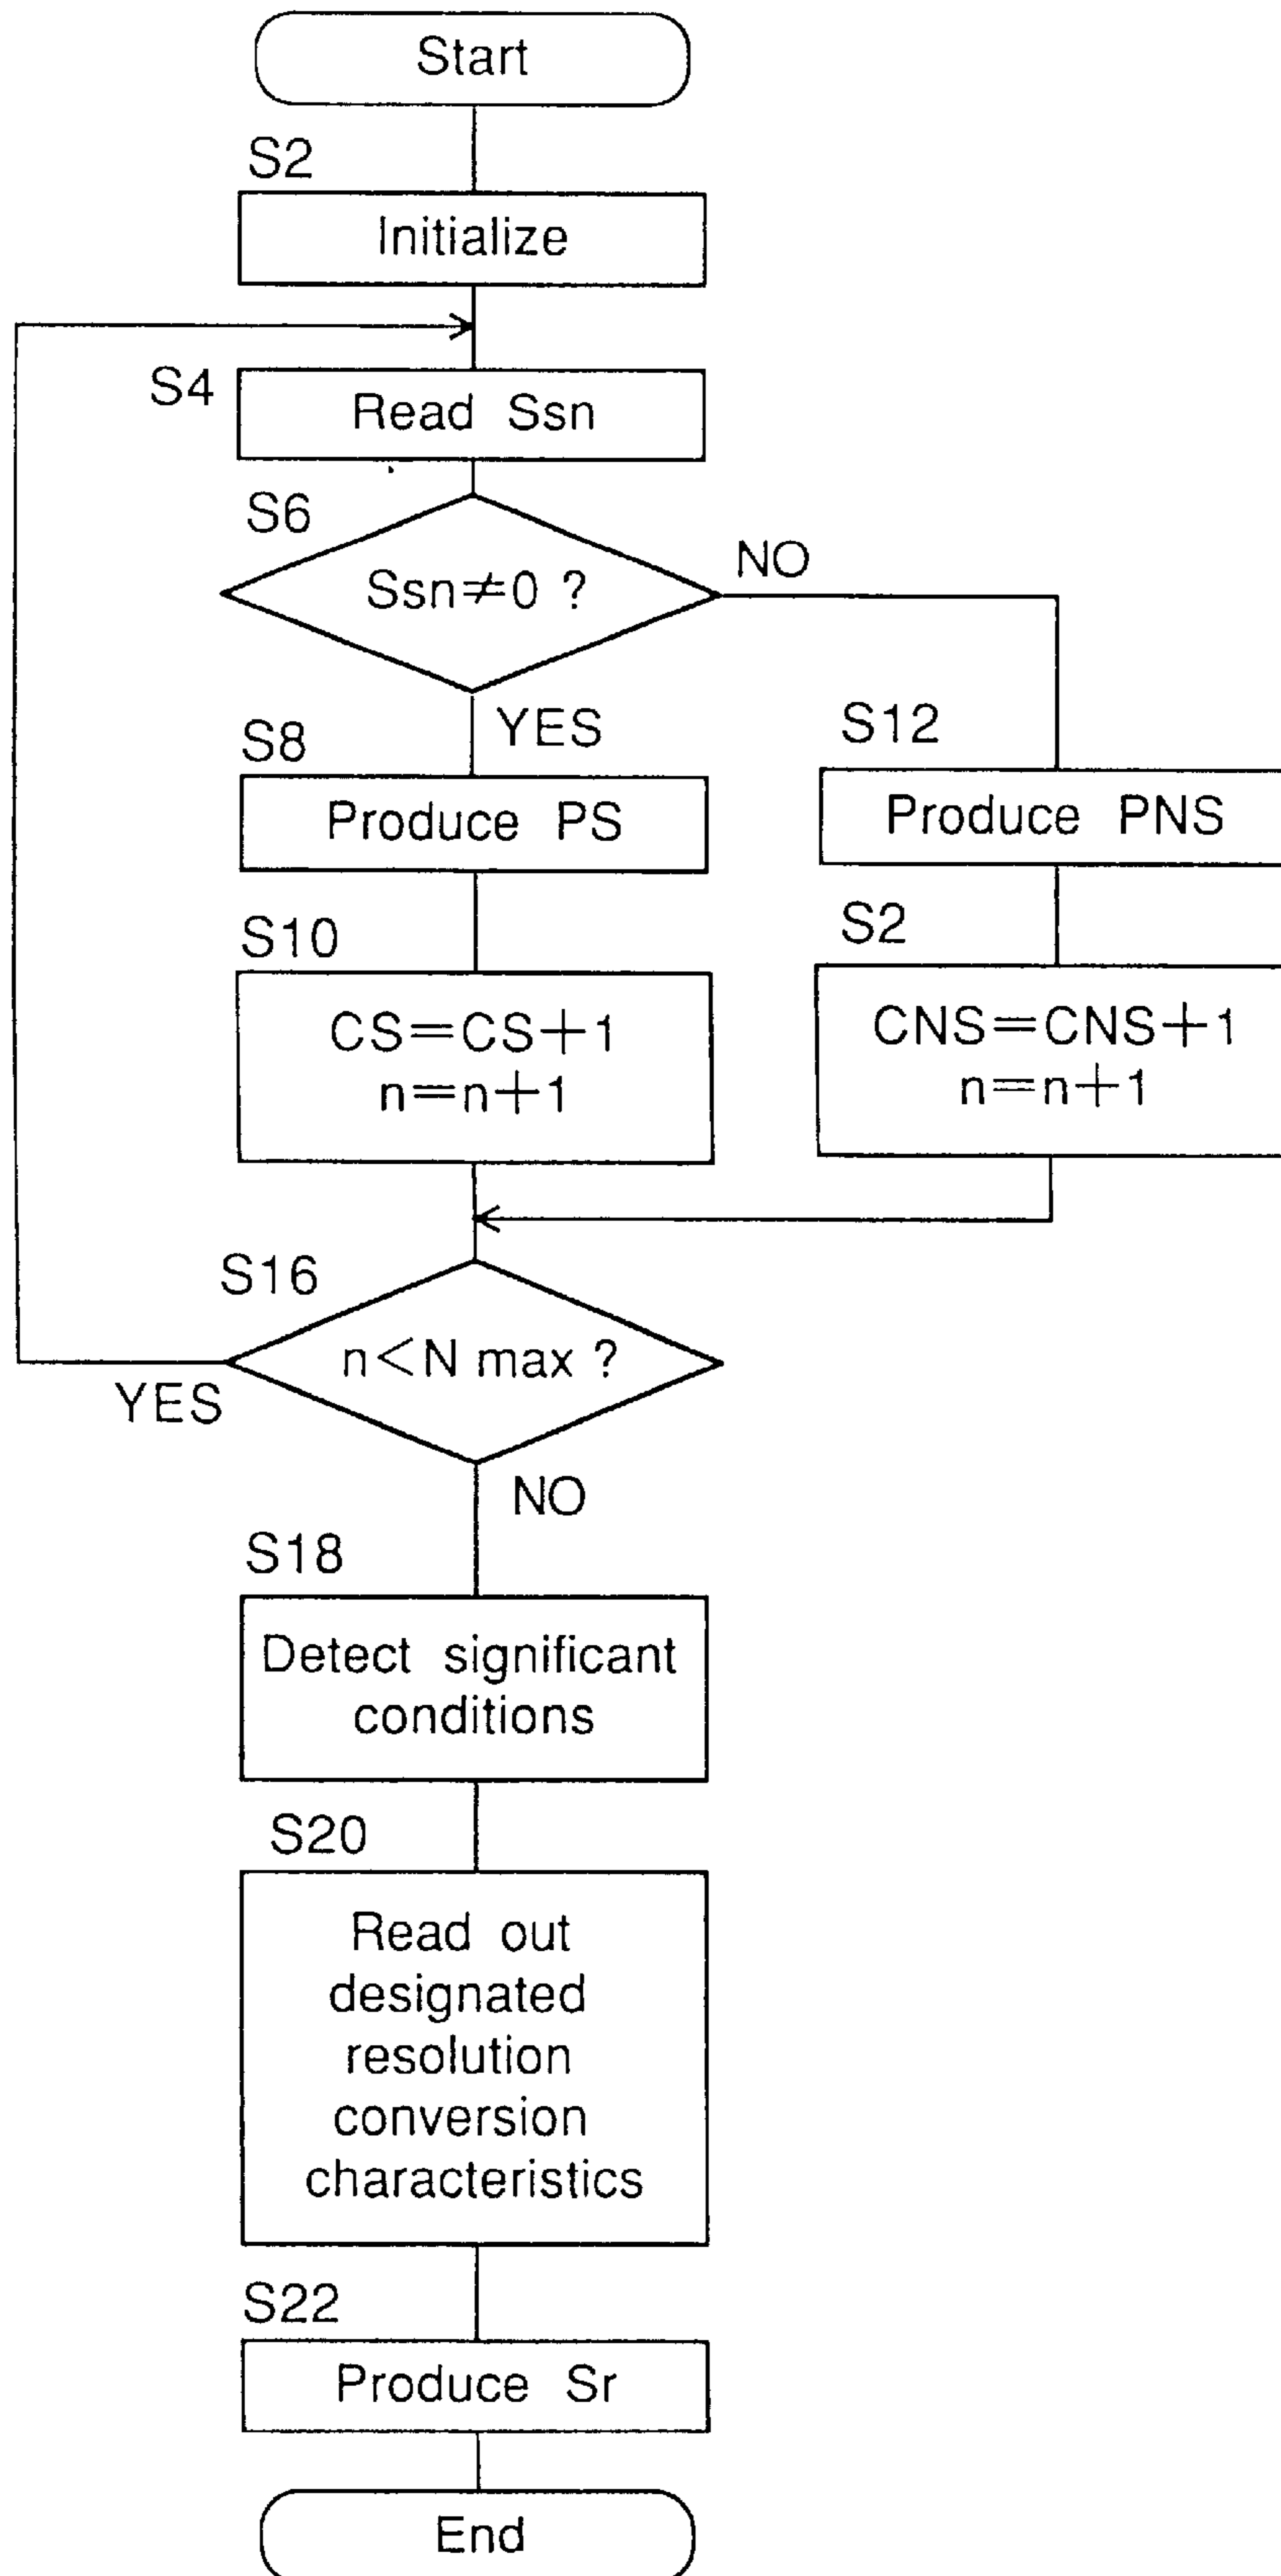 Start
S2
Initialize
S4
Read Ssn
S6
Ssn≠0 ?
NO
YES
S8
Produce PS
S12
Produce PNS
S10
CS=CS+1
n=n+1
S2
CNS=CNS+1
n=n+1
S16
n<N max ?
YES
NO
S18
Detect significant
conditions
S20
Read out
designated
resolution
conversion
characteristics
S22
Produce Sr
End